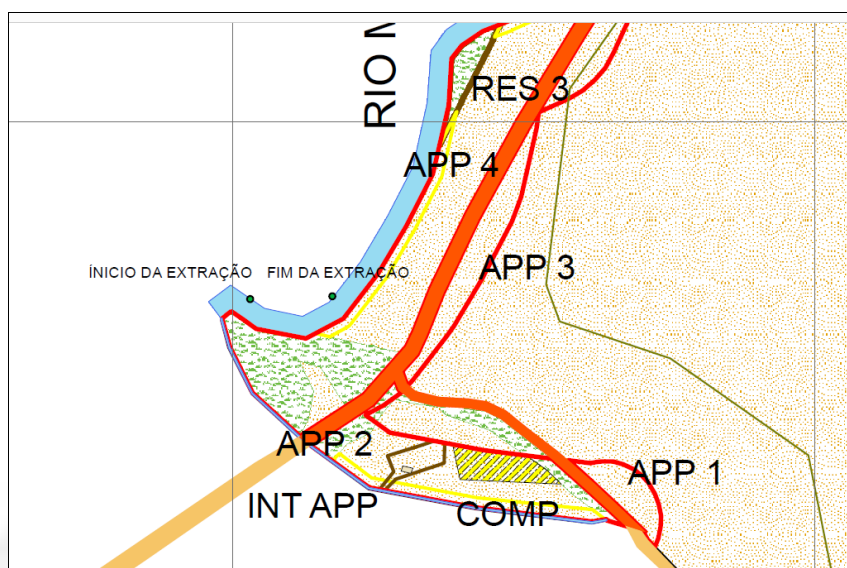 RIO M
RES 3
APP 4
APP 3
ÍNICIO DA EXTRAÇÃO
FIM DA EXTRAÇÃO
APP 2
APP 1
INT APP
COMP